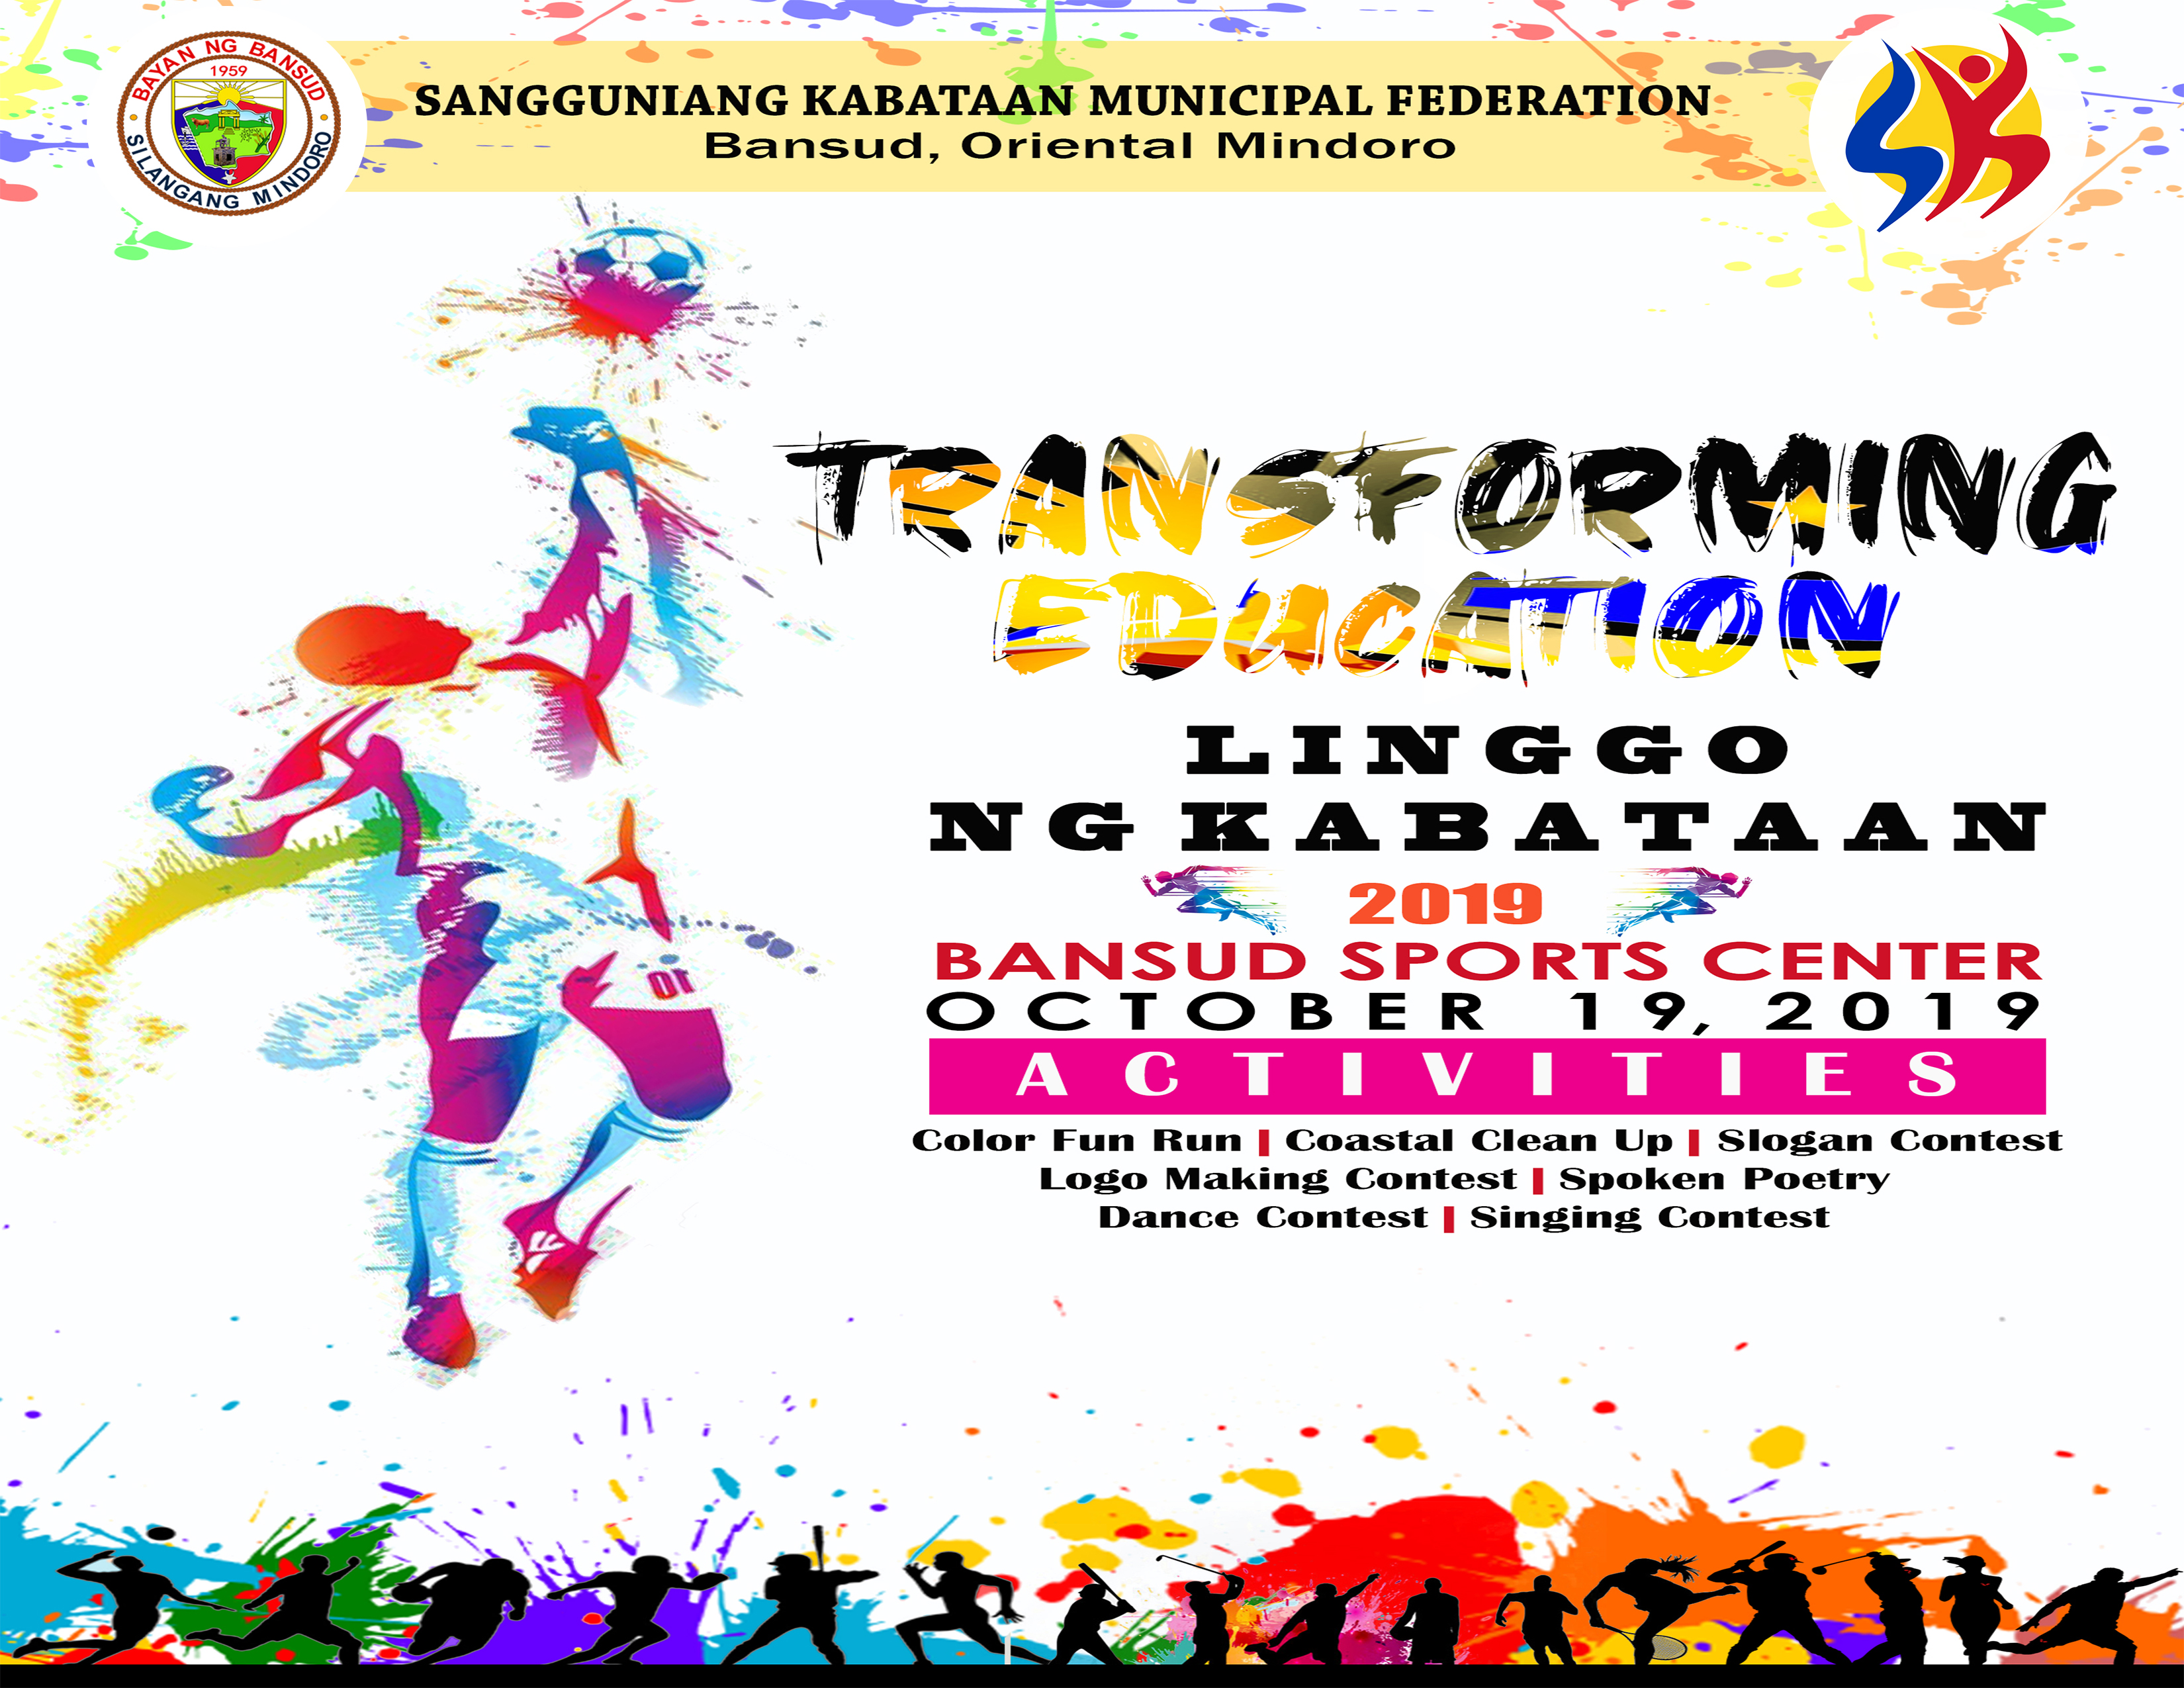 BAYAN NG BANSUD
1959
SILANGANG MINDORO
SANGGUNIANG KABATAAN MUNICIPAL FEDERATION
Bansud, Oriental Mindoro
SK
TRANSFORMING
EDUCATION
LINGGO
NG KABATAAN
2019
BANSUD SPORTS CENTER
OCTOBER 19, 2019
ACTIVITIES
Color Fun Run | Coastal Clean Up | Slogan Contest
Logo Making Contest | Spoken Poetry
Dance Contest | Singing Contest
10